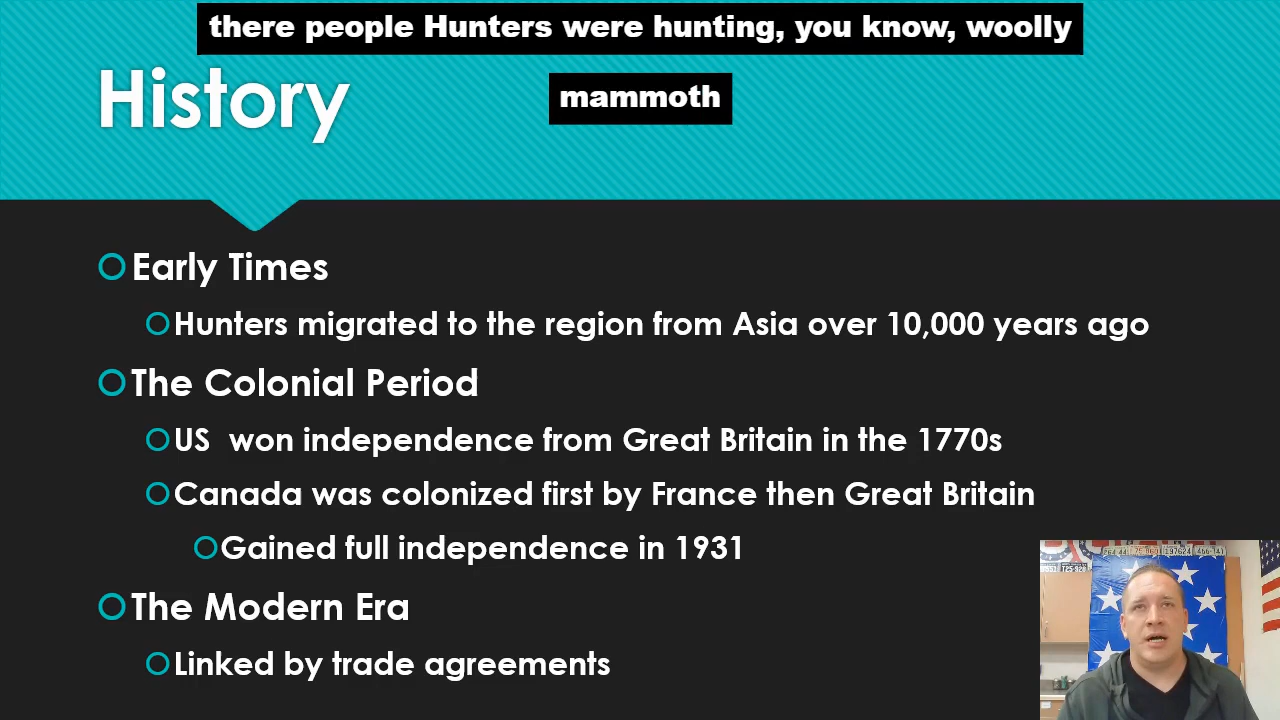 there people Hunters were hunting, you know, woolly
mammoth
History
Early Times
Hunters migrated to the region from Asia over 10,000 years ago
The Colonial Period
US won independence from Great Britain in the 1770s
Canada was colonized first by France then Great Britain
Gained full independence in 1931
The Modern Era
Linked by trade agreements